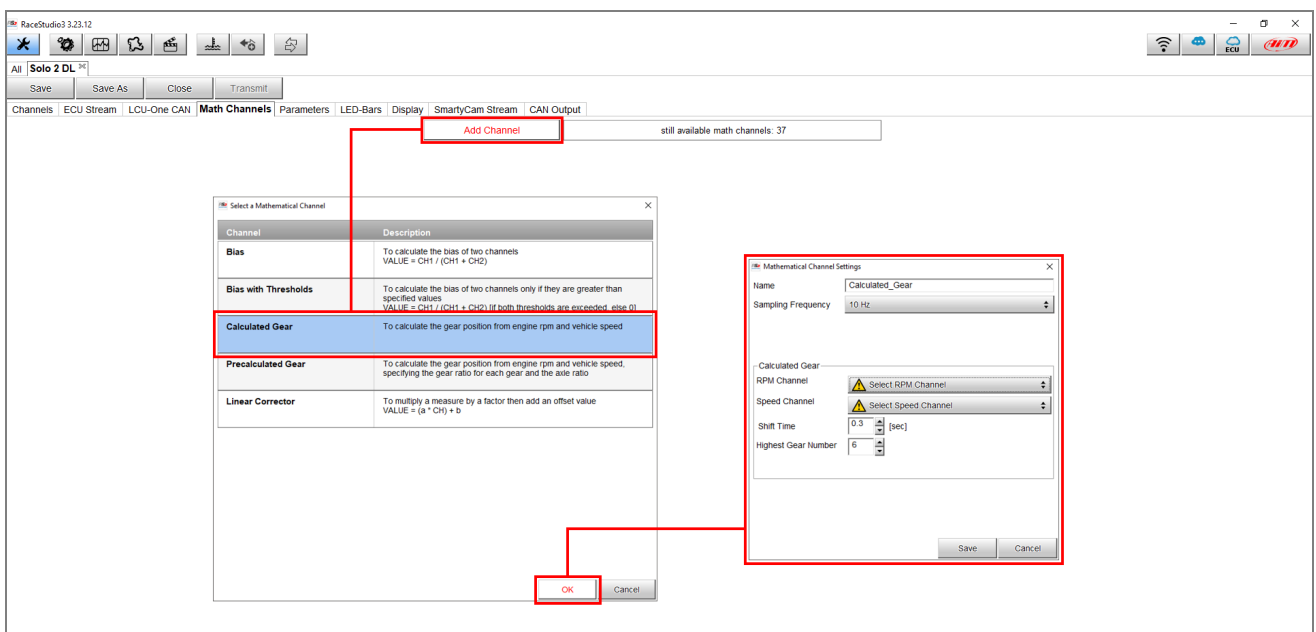 RaceStudio3 3.23.12
ECU
AiM
All Solo 2 DL
Save Save As Close Transmit
Channels ECU Stream LCU-One CAN Math Channels Parameters LED-Bars Display SmartyCam Stream CAN Output
Add Channel still available math channels: 37
Select a Mathematical Channel
Channel Description
Bias To calculate the bias of two channels
VALUE = CH1 / (CH1 + CH2)
Bias with Thresholds To calculate the bias of two channels only if they are greater than
specified values
VALUE = CH1 / (CH1 + CH2) [if both thresholds are exceeded, else 0]
Calculated Gear To calculate the gear position from engine rpm and vehicle speed
Precalculated Gear To calculate the gear position from engine rpm and vehicle speed,
specifying the gear ratio for each gear and the axle ratio
Linear Corrector To multiply a measure by a factor then add an offset value
VALUE = (a * CH) + b
OK Cancel
Mathematical Channel Settings
Name Calculated_Gear
Sampling Frequency 10 Hz
Calculated Gear
RPM Channel Select RPM Channel
Speed Channel Select Speed Channel
Shift Time 0.3 [sec]
Highest Gear Number 6
Save Cancel